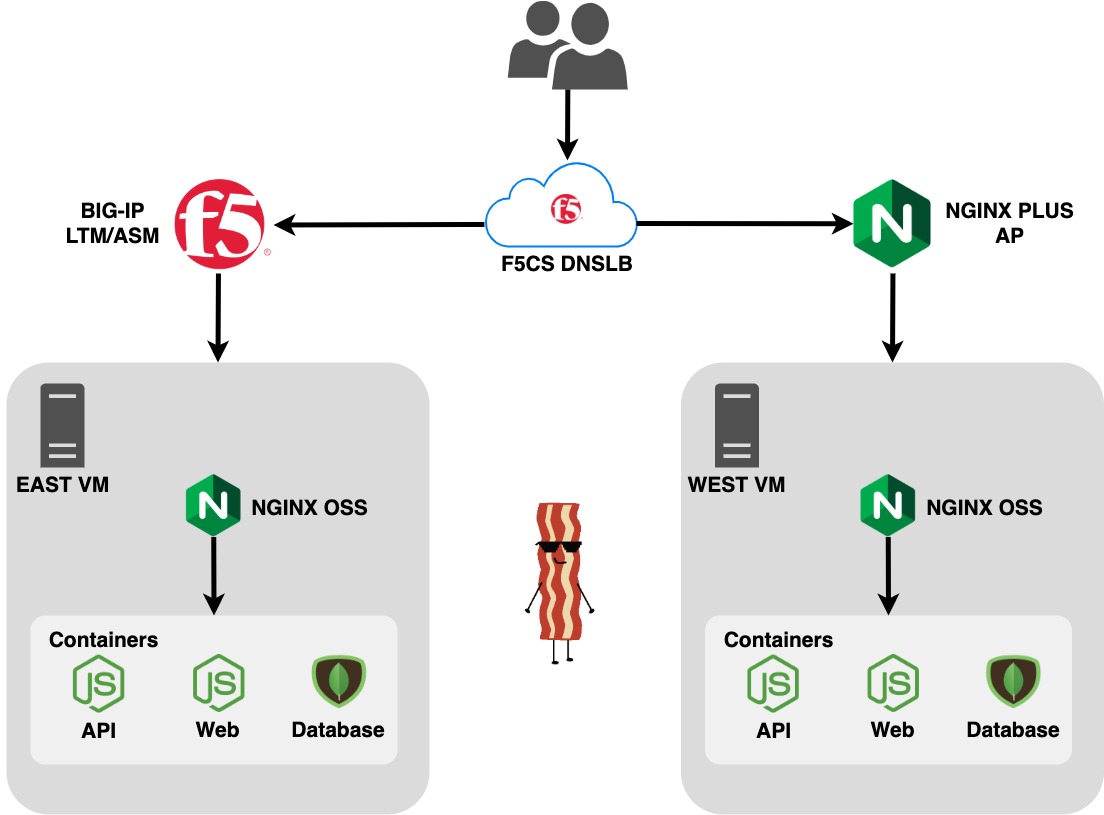 BIG-IP
LTM/ASM
f5
®
f5
F5CS DNSLB
N
NGINX PLUS
AP
EAST VM
N
NGINX OSS
Containers
JS
JS
API
Web
Database
WEST VM
N
NGINX OSS
Containers
JS
JS
API
Web
Database